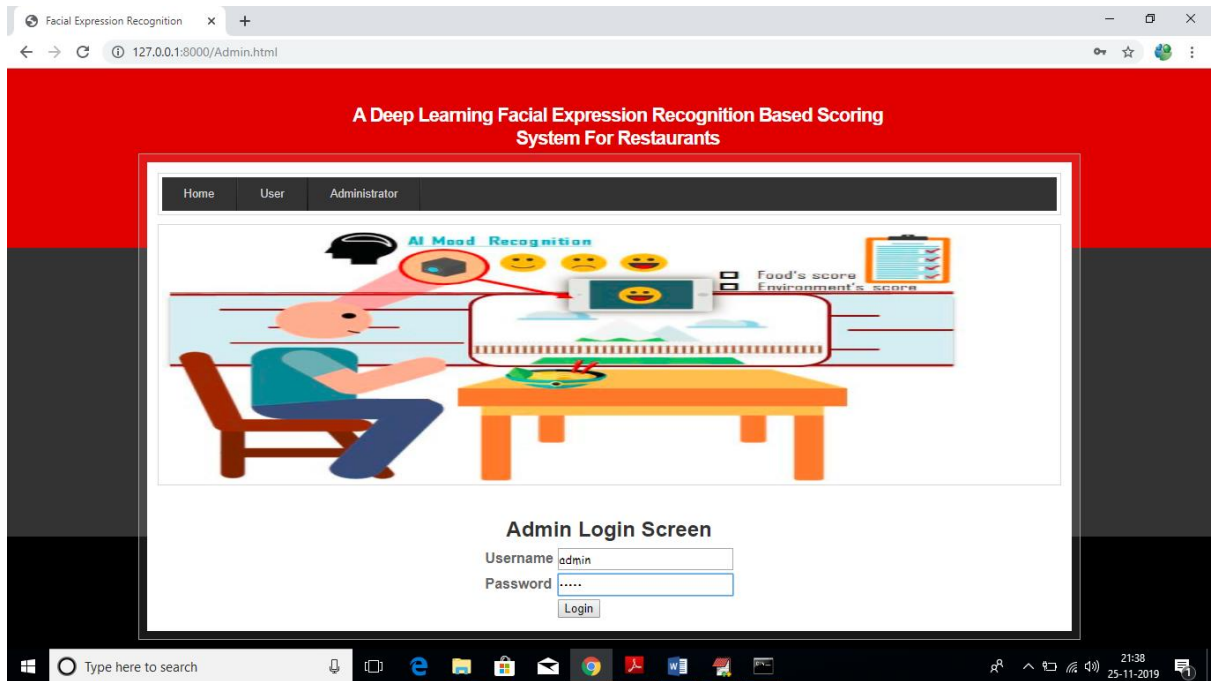 Facial Expression Recognition
127.0.0.1:8000/Admin.html
A Deep Learning Facial Expression Recognition Based Scoring
System For Restaurants
Home User Administrator
AI Mood Recognition
Food's score
Environment's score
Admin Login Screen
Username admin
Password .....
Login
Type here to search
21:38
25-11-2019